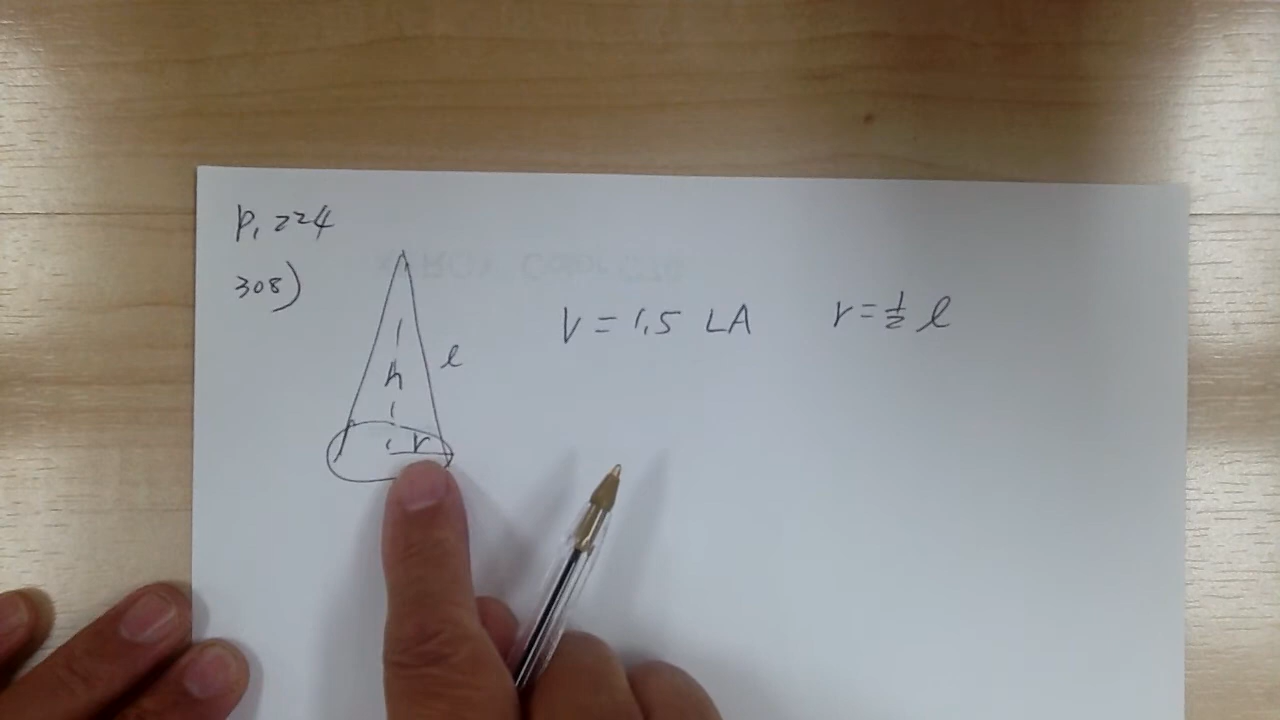 P. 224
308)
V = 1.5 LA r = 1/2 l
l
h
r